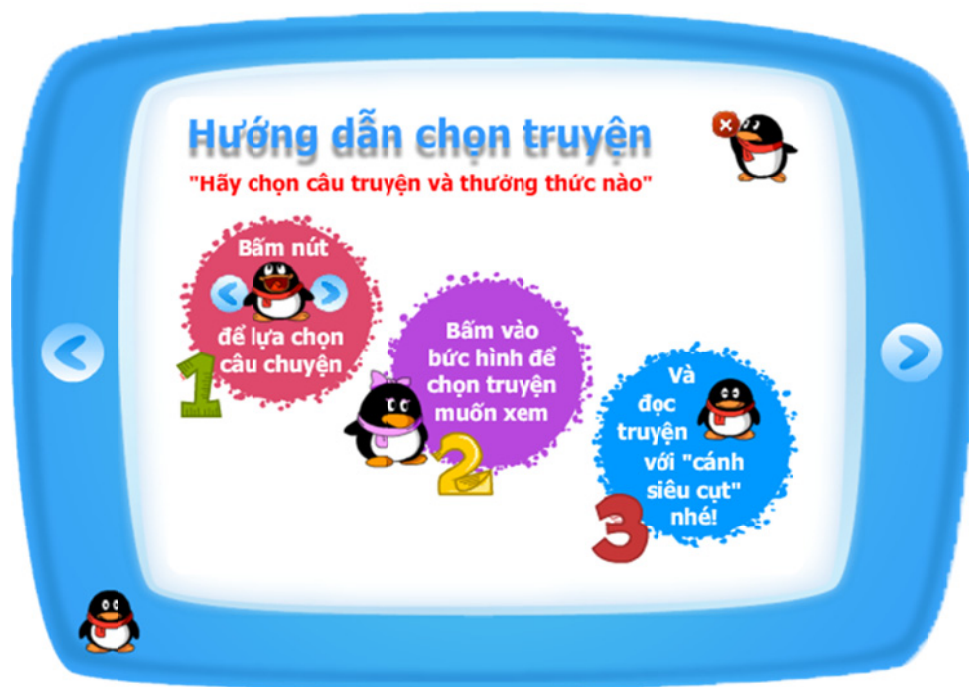 Hướng dẫn chọn truyện
"Hãy chọn câu truyện và thưởng thức nào"
Bấm nút
để lựa chọn
câu chuyện
1
Bấm vào
bức hình để
chọn truyện
muốn xem
2
Và
đọc
truyện
với "cánh
siêu cụt"
nhé!
3